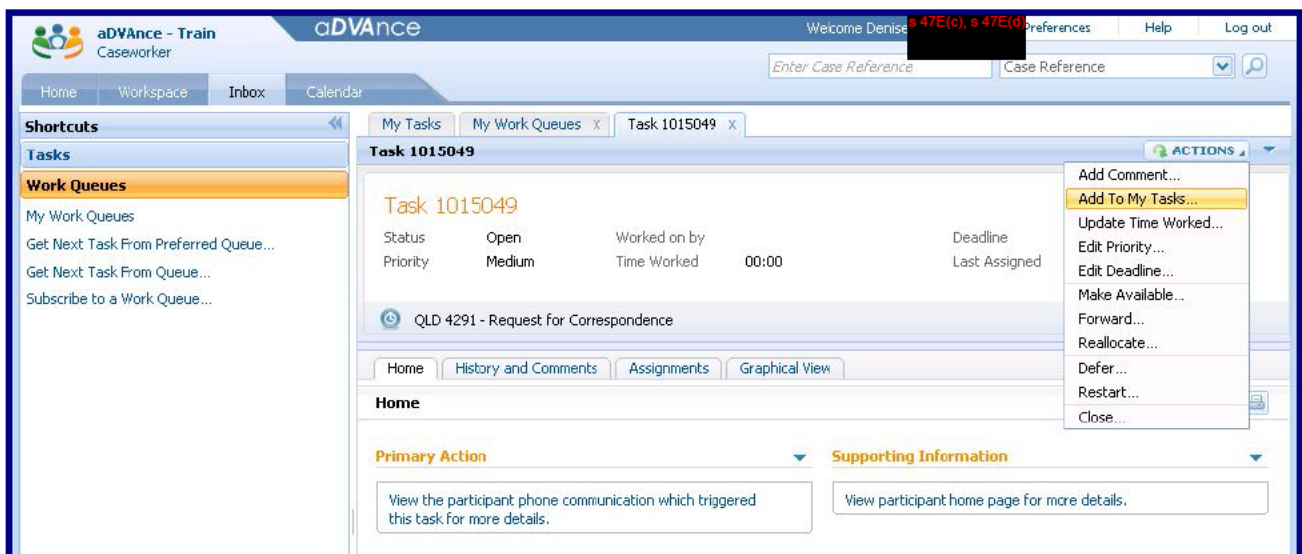 aDVAnce - Train
Caseworker
aDVAnce
Welcome Denise
s 47E(c), s 47E(d)
Preferences
Help
Log out
Enter Case Reference
Case Reference
Home
Workspace
Inbox
Calendar
Shortcuts
Tasks
Work Queues
My Work Queues
Get Next Task From Preferred Queue...
Get Next Task From Queue...
Subscribe to a Work Queue...
My Tasks
My Work Queues X
Task 1015049 X
Task 1015049
ACTIONS
Add Comment...
Add To My Tasks...
Update Time Worked...
Edit Priority...
Edit Deadline...
Make Available...
Forward...
Reallocate...
Defer...
Restart...
Close...
Task 1015049
Status Open Worked on by Deadline
Priority Medium Time Worked 00:00 Last Assigned
QLD 4291 - Request for Correspondence
Home
History and Comments
Assignments
Graphical View
Home
Primary Action
View the participant phone communication which triggered
this task for more details.
Supporting Information
View participant home page for more details.